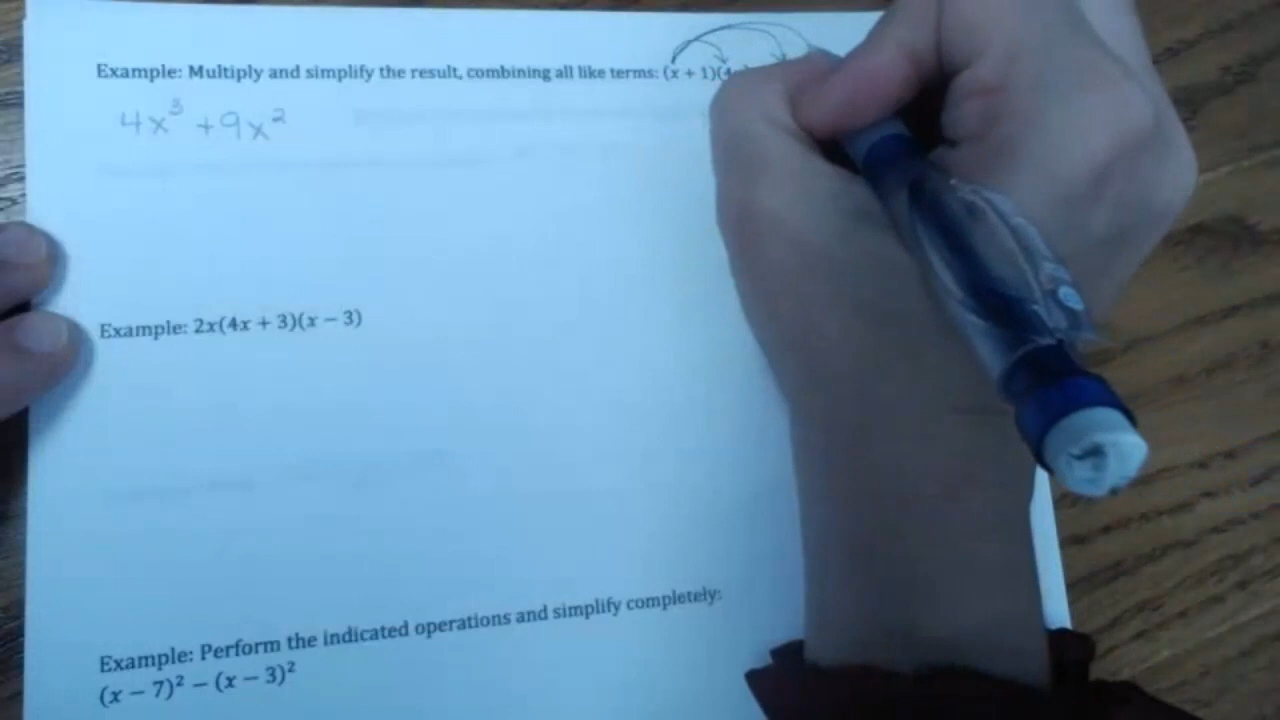 Example: Multiply and simplify the result, combining all like terms: (x + 1)(4
4x³ + 9x²
Example: 2x(4x + 3)(x − 3)
Example: Perform the indicated operations and simplify completely:
(x − 7)² − (x − 3)²